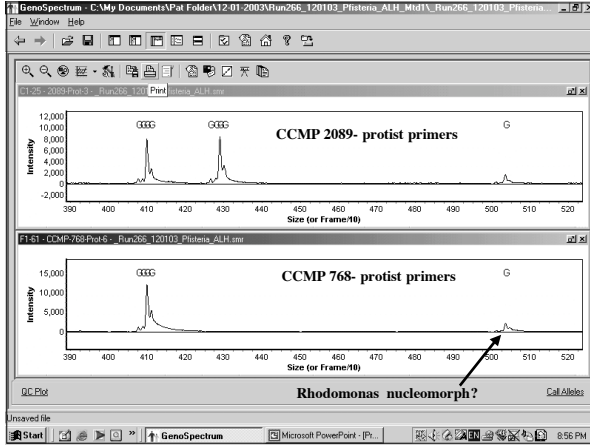 GenoSpectrum - C:\My Documents\Pat Folder\12-01-2003\Run266_120103_Pfisteria_ALH_Mtd1\_Run266_120103_Pfisteria...
File Window Help
C1-25 - 2089-Prot-3 - _Run266_120 Print fisteria_ALH.smr
12,000
10,000
8,000
6,000
4,000
2,000
0
-2,000
Intensity
GGGG GGGG G
CCMP 2089- protist primers
390 400 410 420 430 440 450 460 470 480 490 500 510 520
Size (or Frame/10)
F1-61 - CCMP-768-Prot-6 - _Run266_120103_Pfisteria_ALH.smr
15,000
10,000
5,000
0
Intensity
GGGG G
CCMP 768- protist primers
390 400 410 420 430 440 450 460 470 480 490 500 510 520
Size (or Frame/10)
Rhodomonas nucleomorph?
QC Plot Call Alleles
Unsaved file
Start GenoSpectrum Microsoft PowerPoint - [Pr... EN 8:56 PM